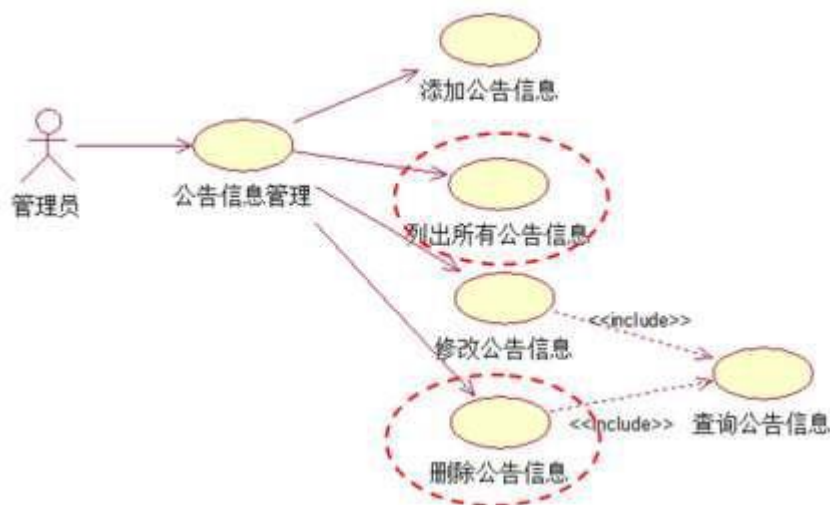 添加公告信息
管理员
公告信息管理
列出所有公告信息
<<include>>
修改公告信息
<<include>>
查询公告信息
删除公告信息